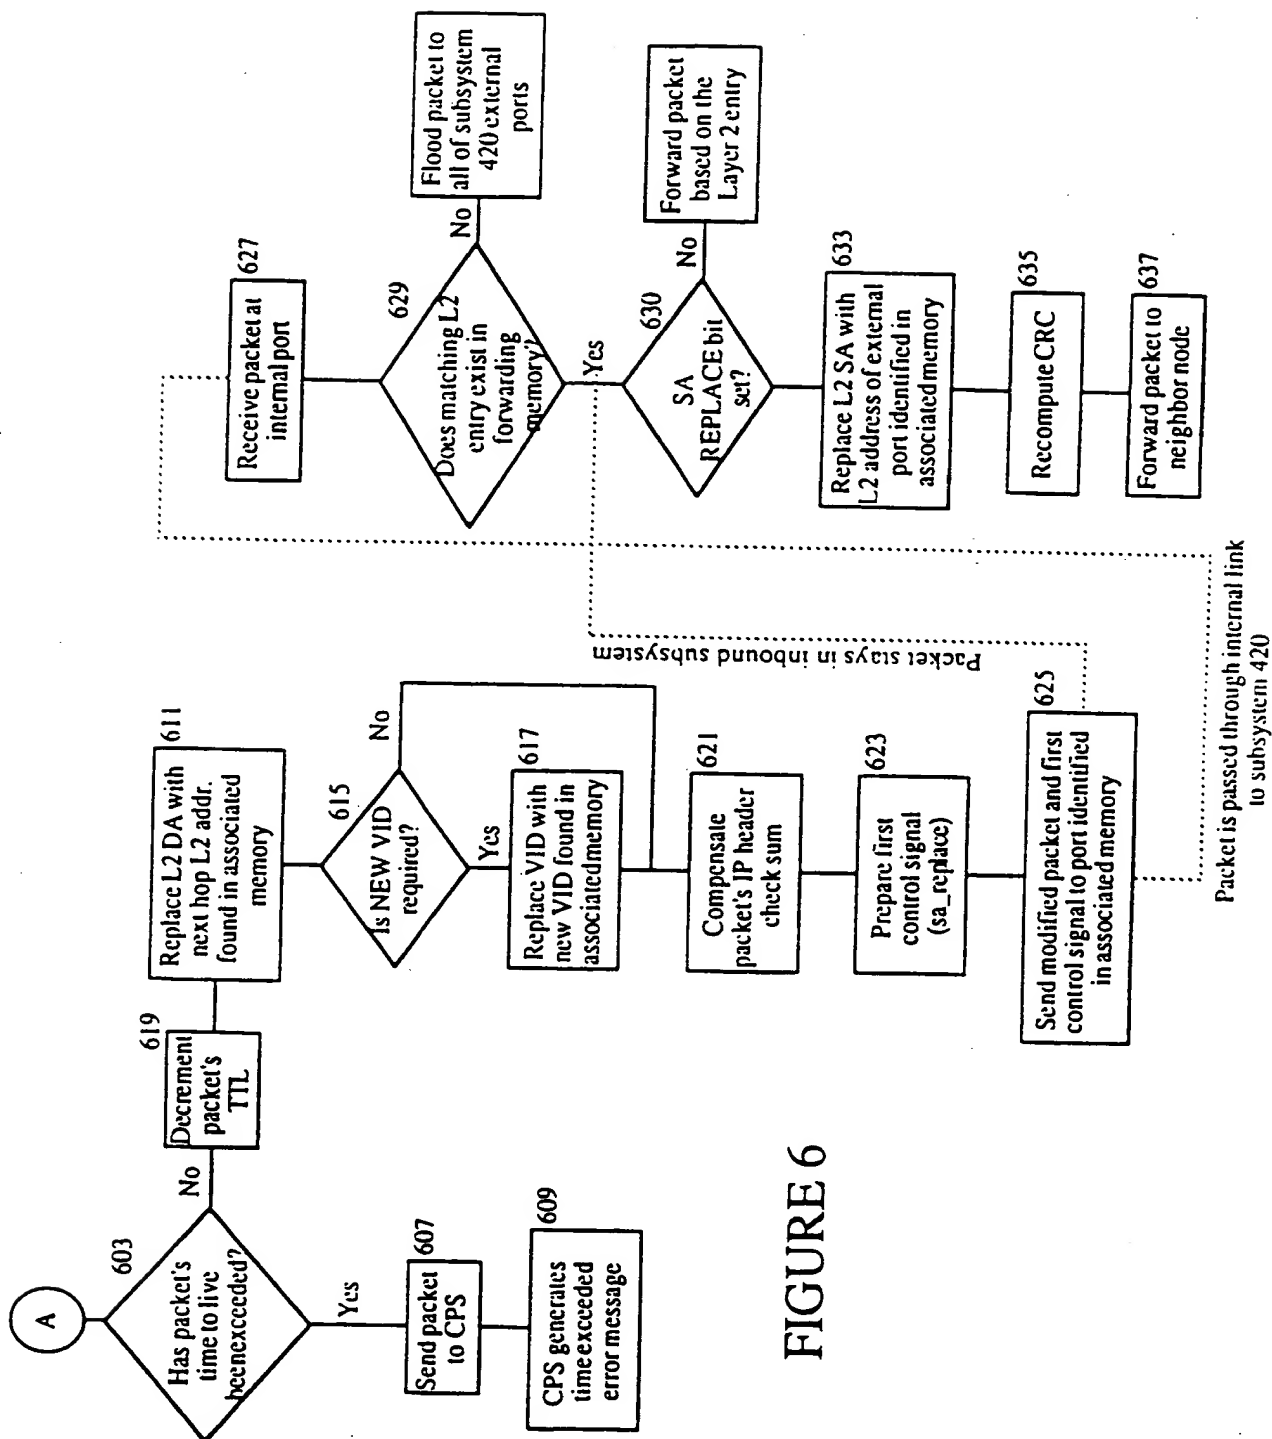 A
603
Has packet's
time to live
beenexceeded?
No
Yes
607
Send packet
to CPS
609
CPS generates
time exceeded
error message
619
Decrement
packet's
TTL
611
Replace L2 DA with
next hop L2 addr.
found in associated
memory
615
Is NEW VID
required?
No
Yes
617
Replace VID with
new VID found in
associated memory
621
Compensate
packet's IP header
check sum
623
Prepare first
control signal
(sa_replace)
625
Send modified packet and first
control signal to port identified
in associated memory
Packet stays in inbound subsystem
Packet is passed through internal link
to subsystem 420
627
Receive packet at
internal port
629
Does matching L2
entry exist in
forwarding
memory?
No
Flood packet to
all of subsystem
420 external
ports
Yes
630
SA
REPLACE bit
set?
No
Forward packet
based on the
Layer 2 entry
633
Replace L2 SA with
L2 address of external
port identified in
associated memory
635
Recompute CRC
637
Forward packet to
neighbor node
FIGURE 6